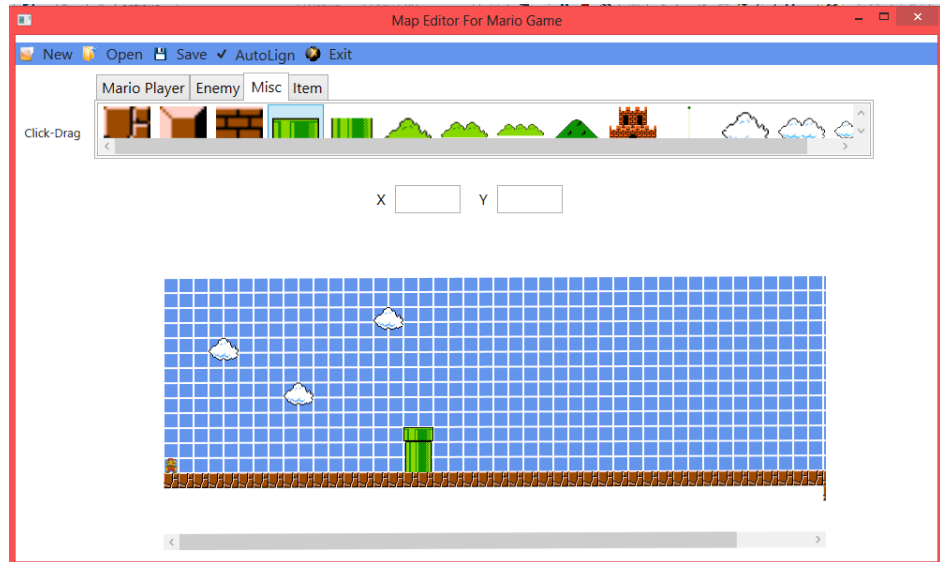 Map Editor For Mario Game
New Open Save AutoLign Exit
Mario Player Enemy Misc Item
Click-Drag
X Y